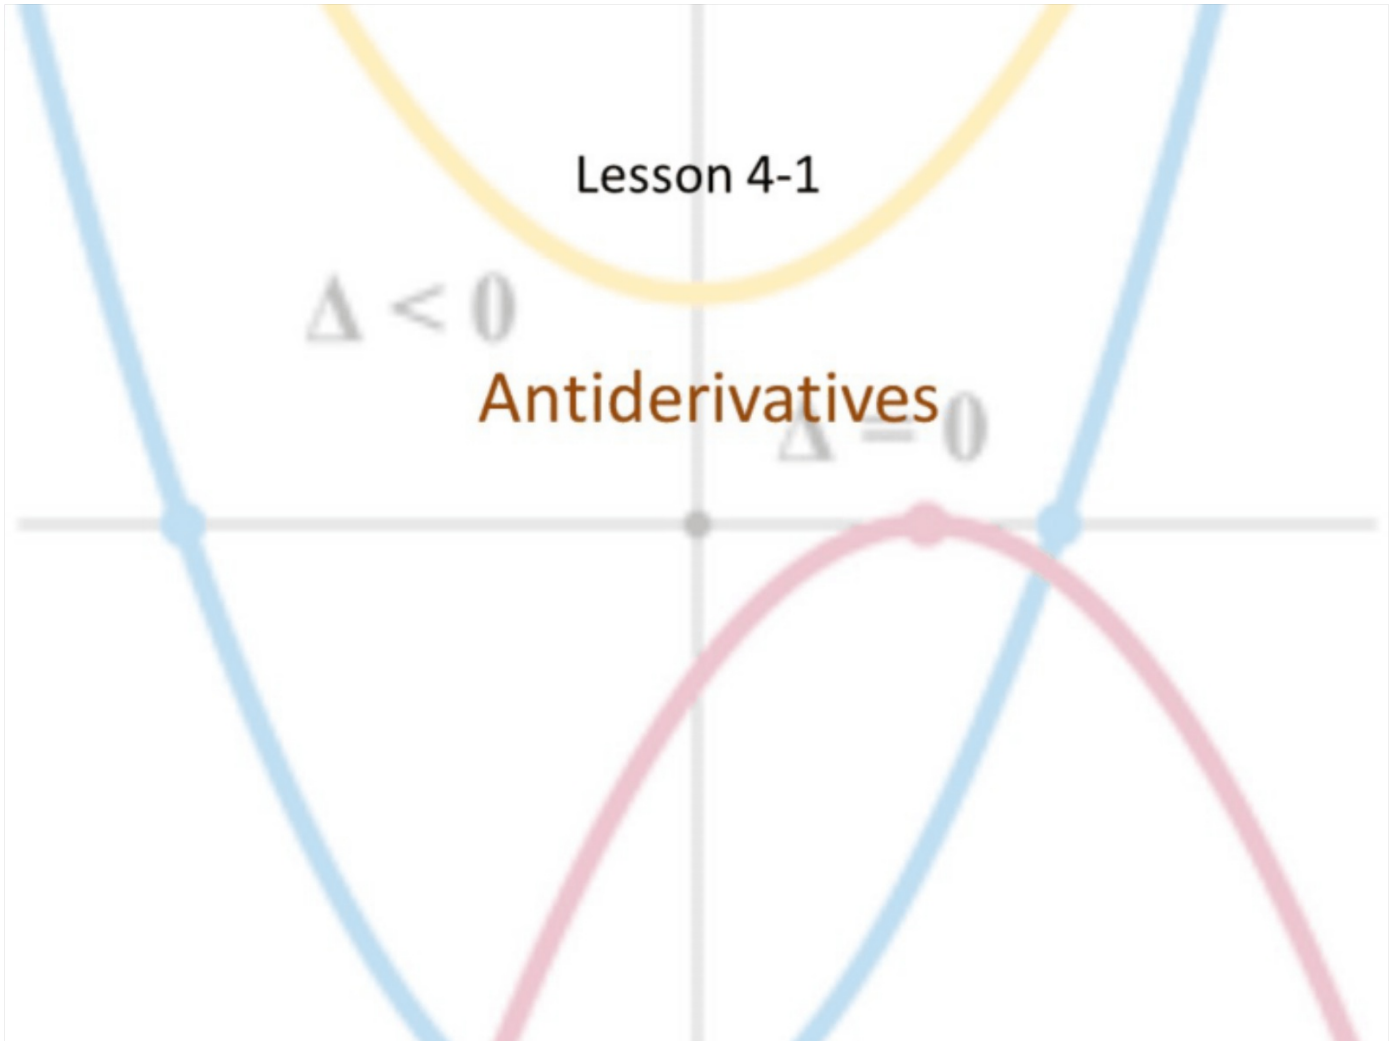 Lesson 4-1
Δ < 0
Antiderivatives
Δ = 0